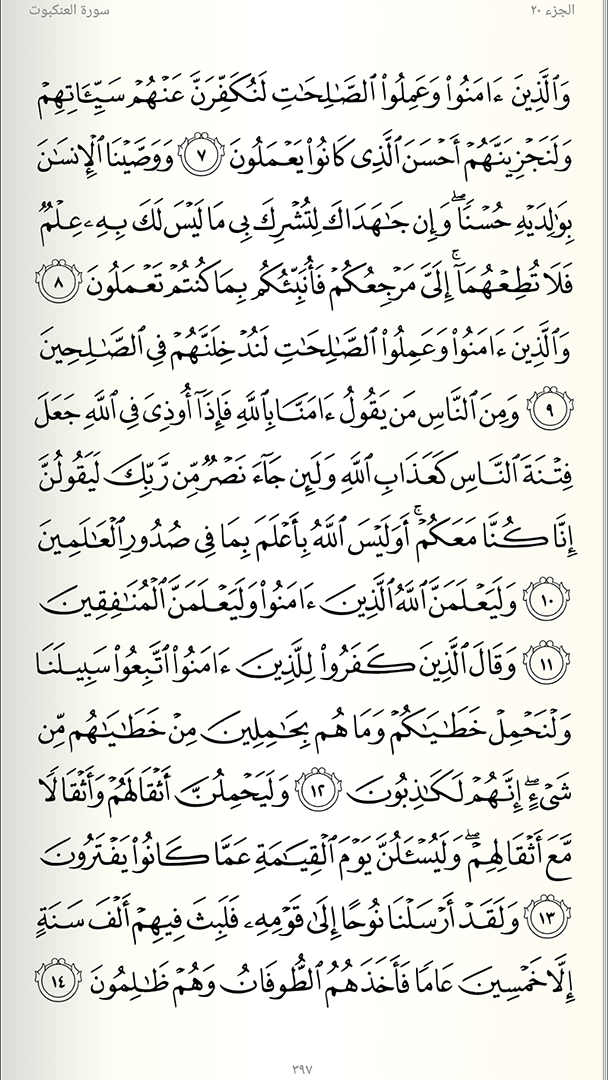 الجزء ٢٠
سورة العنكبوت
وَالَّذِينَ ءَامَنُوا۟ وَعَمِلُوا۟ الصَّـٰلِحَـٰتِ لَنُكَفِّرَنَّ عَنْهُمْ سَيِّـَٔاتِهِمْ
وَلَنَجْزِيَنَّهُمْ أَحْسَنَ الَّذِى كَانُوا۟ يَعْمَلُونَ ٧ وَوَصَّيْنَا الْإِنسَـٰنَ
بِوَٰلِدَيْهِ حُسْنًا ۖ وَإِن جَـٰهَدَاكَ لِتُشْرِكَ بِى مَا لَيْسَ لَكَ بِهِۦ عِلْمٌ
فَلَا تُطِعْهُمَآ ۚ إِلَىَّ مَرْجِعُكُمْ فَأُنَبِّئُكُم بِمَا كُنتُمْ تَعْمَلُونَ ٨
وَالَّذِينَ ءَامَنُوا۟ وَعَمِلُوا۟ الصَّـٰلِحَـٰتِ لَنُدْخِلَنَّهُمْ فِى الصَّـٰلِحِينَ
٩ وَمِنَ النَّاسِ مَن يَقُولُ ءَامَنَّا بِاللَّهِ فَإِذَآ أُوذِىَ فِى اللَّهِ جَعَلَ
فِتْنَةَ النَّاسِ كَعَذَابِ اللَّهِ وَلَئِن جَآءَ نَصْرٌ مِّن رَّبِّكَ لَيَقُولُنَّ
إِنَّا كُنَّا مَعَكُمْ ۚ أَوَلَيْسَ اللَّهُ بِأَعْلَمَ بِمَا فِى صُدُورِ الْعَـٰلَمِينَ
١٠ وَلَيَعْلَمَنَّ اللَّهُ الَّذِينَ ءَامَنُوا۟ وَلَيَعْلَمَنَّ الْمُنَـٰفِقِينَ
١١ وَقَالَ الَّذِينَ كَفَرُوا۟ لِلَّذِينَ ءَامَنُوا۟ اتَّبِعُوا۟ سَبِيلَنَا
وَلْنَحْمِلْ خَطَـٰيَـٰكُمْ وَمَا هُم بِحَـٰمِلِينَ مِنْ خَطَـٰيَـٰهُم مِّن
شَىْءٍ ۖ إِنَّهُمْ لَكَـٰذِبُونَ ١٢ وَلَيَحْمِلُنَّ أَثْقَالَهُمْ وَأَثْقَالًا
مَّعَ أَثْقَالِهِمْ ۖ وَلَيُسْـَٔلُنَّ يَوْمَ الْقِيَـٰمَةِ عَمَّا كَانُوا۟ يَفْتَرُونَ
١٣ وَلَقَدْ أَرْسَلْنَا نُوحًا إِلَىٰ قَوْمِهِۦ فَلَبِثَ فِيهِمْ أَلْفَ سَنَةٍ
إِلَّا خَمْسِينَ عَامًا فَأَخَذَهُمُ الطُّوفَانُ وَهُمْ ظَـٰلِمُونَ ١٤
٣٩٧